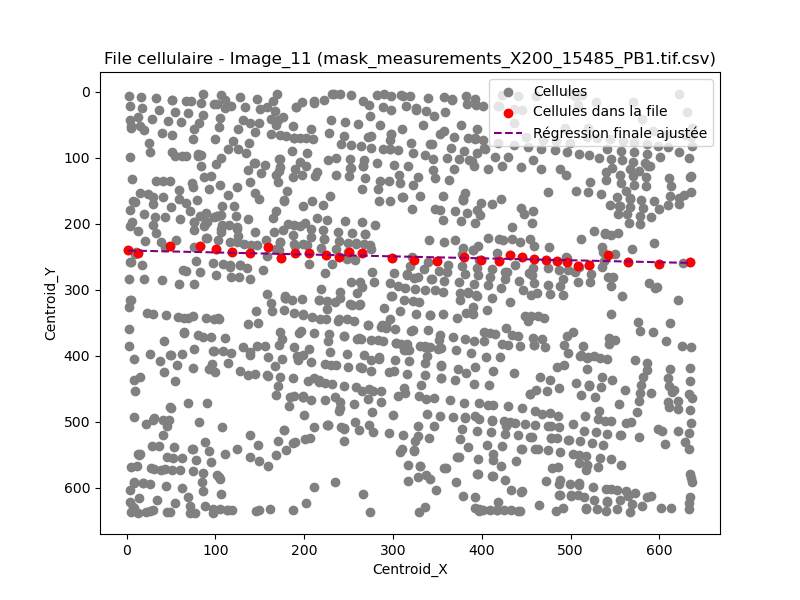 File cellulaire - Image_11 (mask_measurements_X200_15485_PB1.tif.csv)
Cellules
Cellules dans la file
Régression finale ajustée
Centroid_Y
0
100
200
300
400
500
600
0 100 200 300 400 500 600
Centroid_X